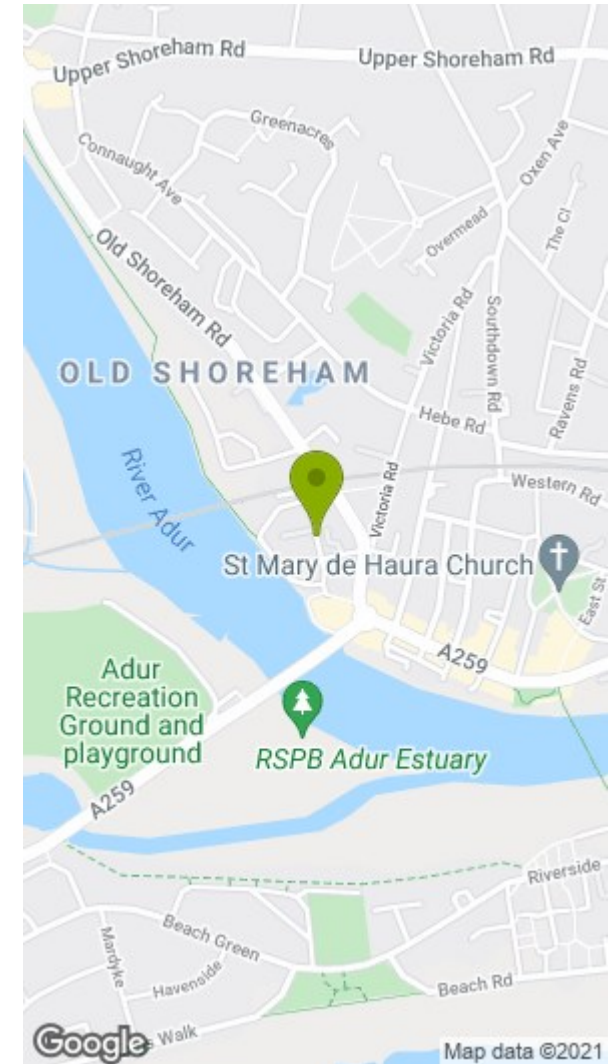 Upper Shoreham Rd
Upper Shoreham Rd
Greenacres
Oxen Ave
Connaught Ave
Overmead
The Cl
Old Shoreham Rd
Victoria Rd
Southdown Rd
OLD SHOREHAM
Ravens Rd
Hebe Rd
River Adur
Victoria Rd
Western Rd
St Mary de Haura Church
East St
A259
Adur
Recreation
Ground and
playground
RSPB Adur Estuary
A259
Riverside
Beach Green
Mardyke
Havenside
Beach Rd
Google
s Walk
Map data ©2021